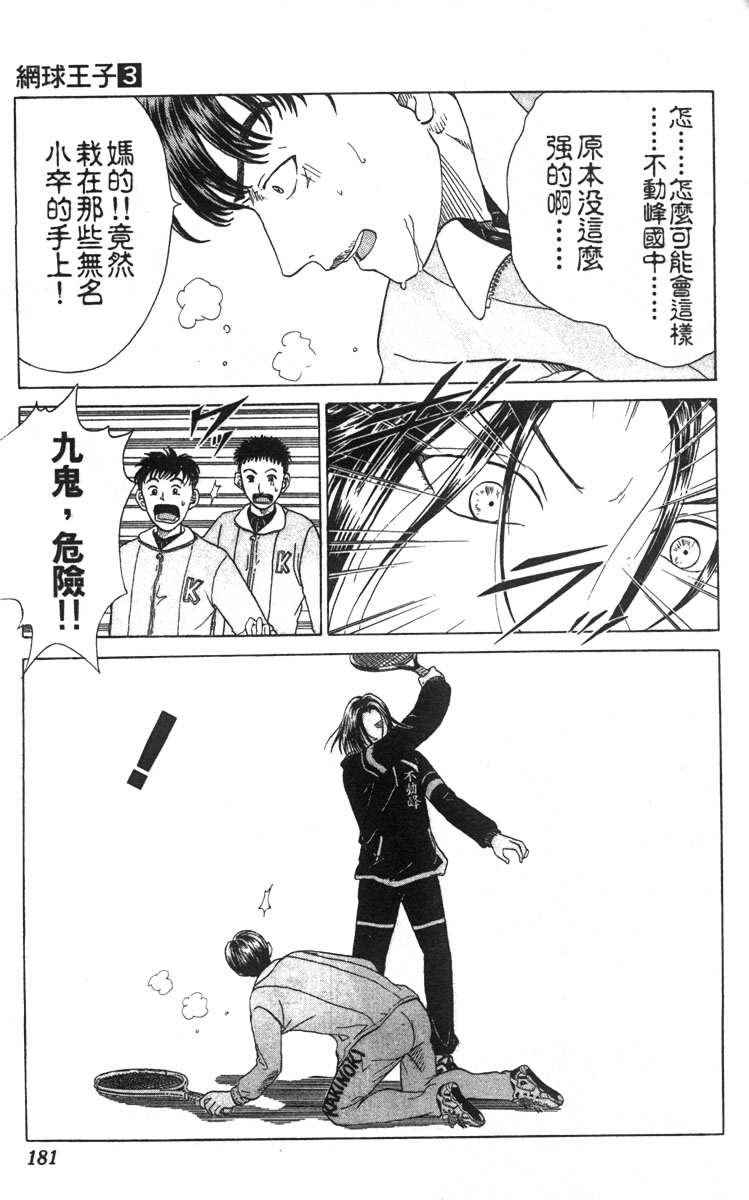 網球王子3
怎……怎麼可能會這樣
……不動峰國中………
原本沒這麼
强的啊………
媽的!!竟然
栽在那些無名
小卒的手上！
九鬼，危險!!
K
K
!
不動峰
KAKINOKI
181